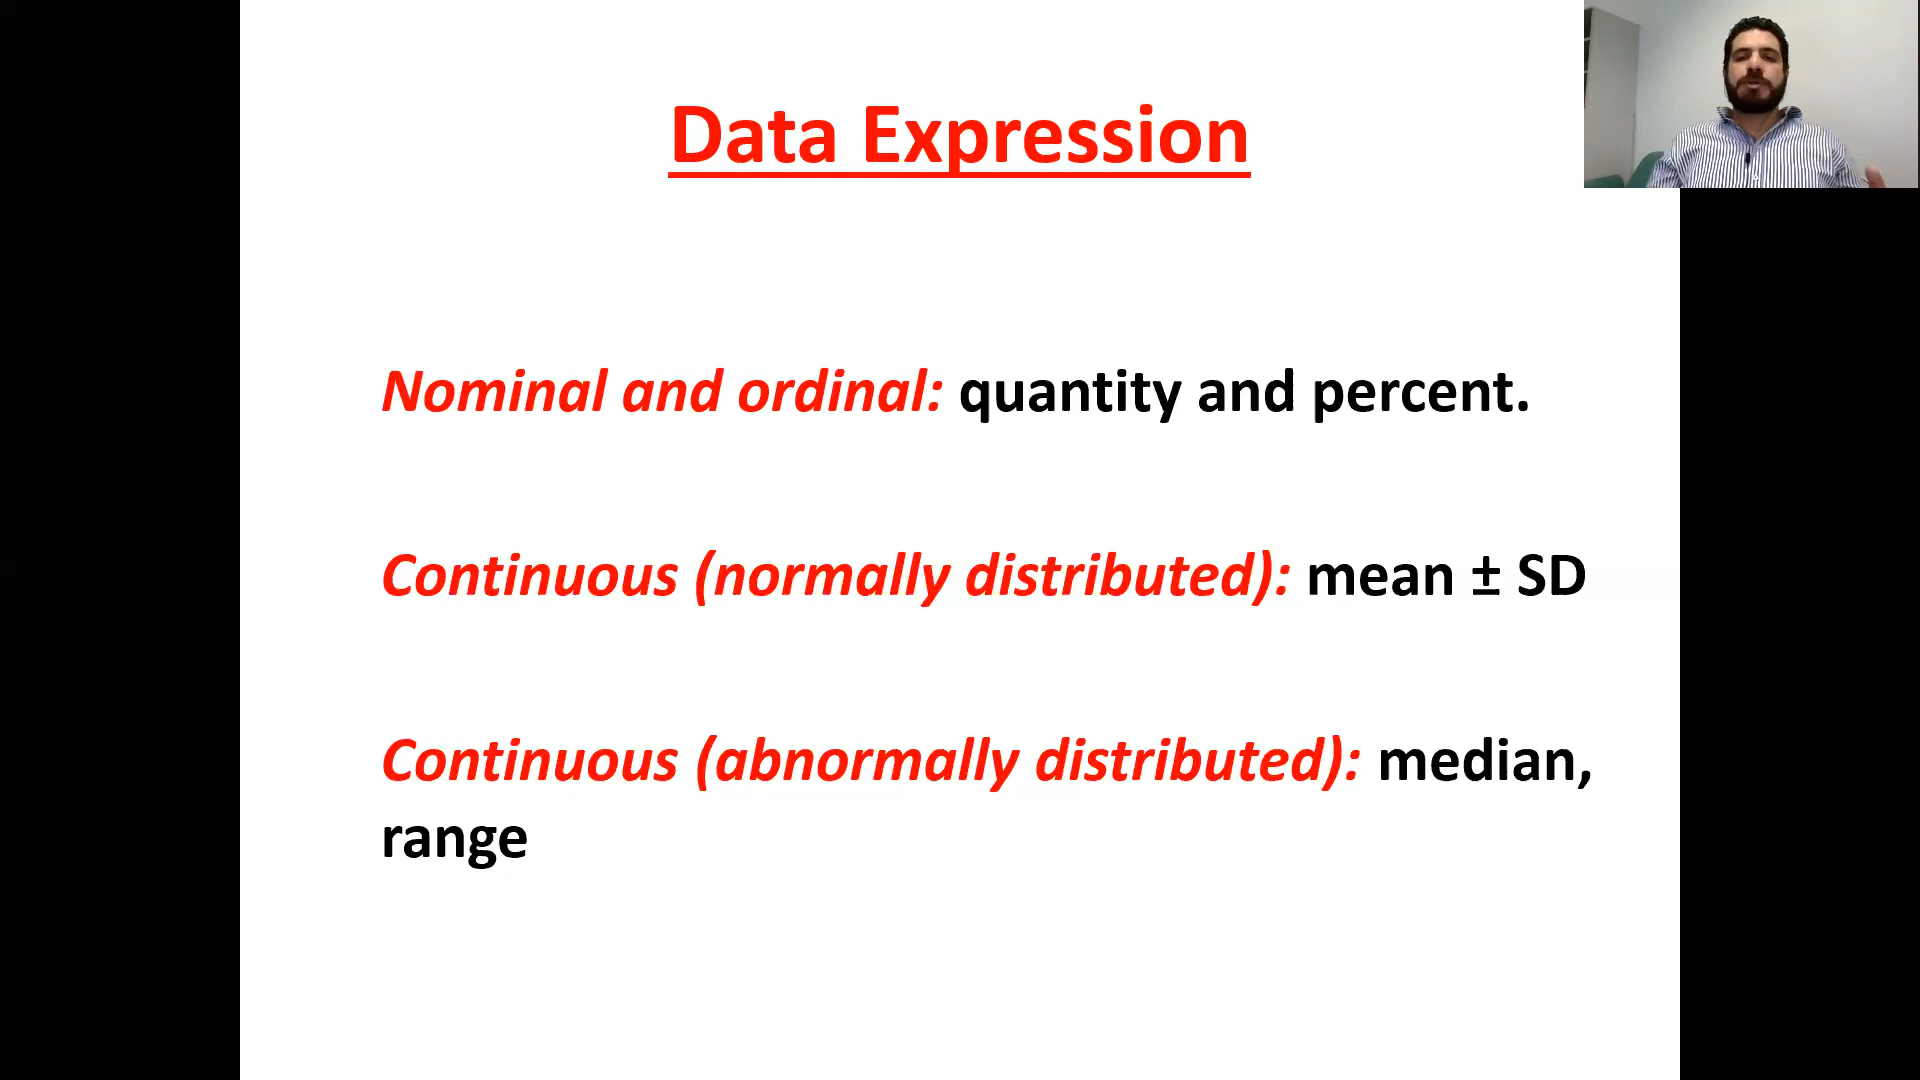 Data Expression
Nominal and ordinal: quantity and percent.
Continuous (normally distributed): mean ± SD
Continuous (abnormally distributed): median,
range